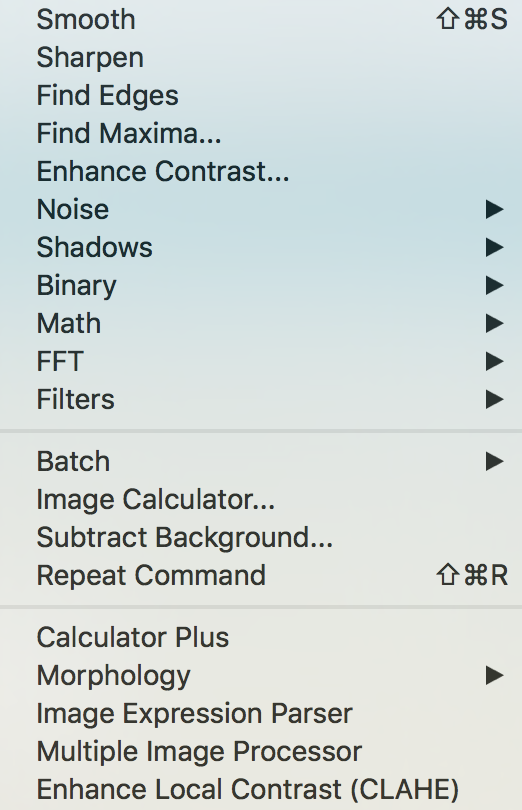 Smooth ⇧⌘S
Sharpen
Find Edges
Find Maxima...
Enhance Contrast...
Noise ▶
Shadows ▶
Binary ▶
Math ▶
FFT ▶
Filters ▶
Batch ▶
Image Calculator...
Subtract Background...
Repeat Command ⇧⌘R
Calculator Plus
Morphology ▶
Image Expression Parser
Multiple Image Processor
Enhance Local Contrast (CLAHE)